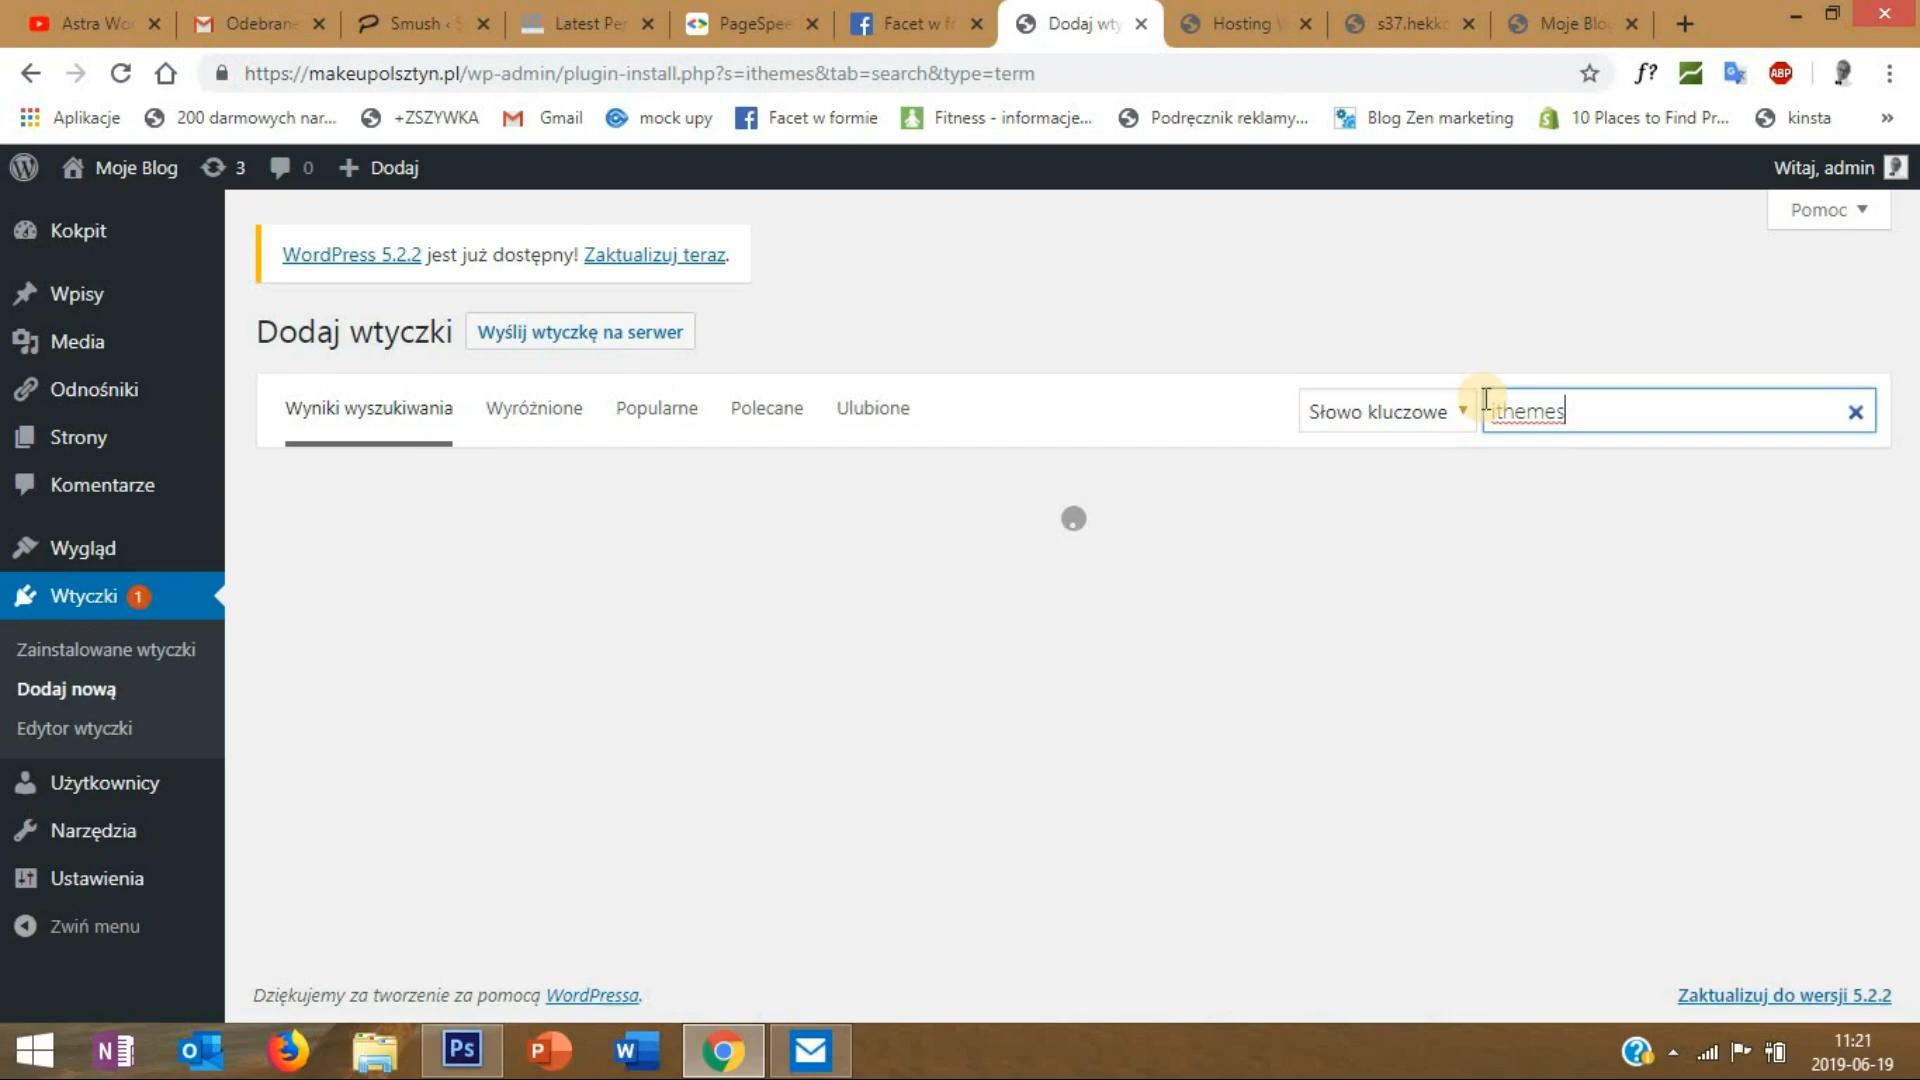 Astra Wo
Odebrane
Smush ‹ S
Latest Per
PageSpee
Facet w fo
Dodaj wty
Hosting
s37.hekko
Moje Blog
https://makeupolsztyn.pl/wp-admin/plugin-install.php?s=ithemes&tab=search&type=term
f?
ABP
Aplikacje
200 darmowych nar...
+ZSZYWKA
Gmail
mock upy
Facet w formie
Fitness - informacje...
Podręcznik reklamy...
Blog Zen marketing
10 Places to Find Pr...
kinsta
»
Moje Blog
3
0
Dodaj
Witaj, admin
Pomoc
Kokpit
Wpisy
Media
Odnośniki
Strony
Komentarze
Wygląd
Wtyczki 1
Zainstalowane wtyczki
Dodaj nową
Edytor wtyczki
Użytkownicy
Narzędzia
Ustawienia
Zwiń menu
WordPress 5.2.2 jest już dostępny! Zaktualizuj teraz.
Dodaj wtyczki
Wyślij wtyczkę na serwer
Wyniki wyszukiwania
Wyróżnione
Popularne
Polecane
Ulubione
Słowo kluczowe
ithemes
Dziękujemy za tworzenie za pomocą WordPressa.
Zaktualizuj do wersji 5.2.2
11:21
2019-06-19